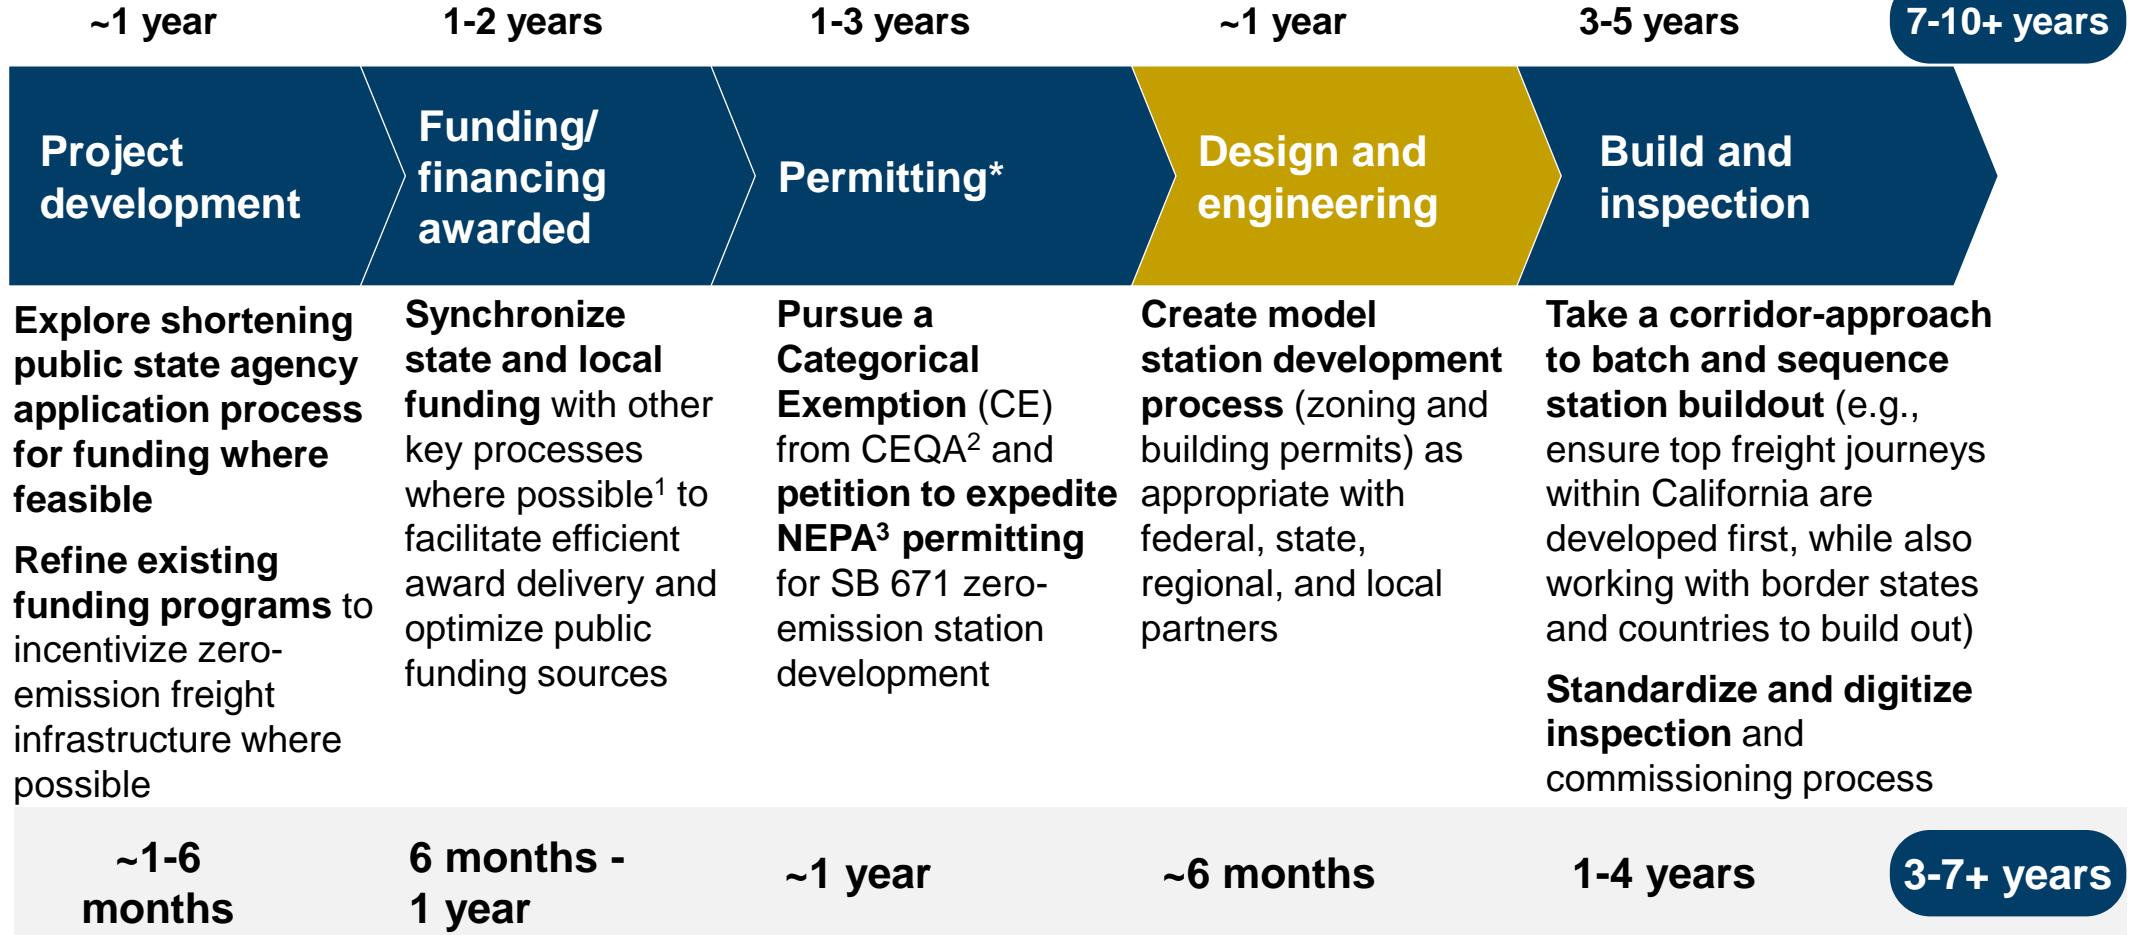 ~1 year
1-2 years
1-3 years
~1 year
3-5 years
7-10+ years
Project
development
Funding/
financing
awarded
Permitting*
Design and
engineering
Build and
inspection
Explore shortening
public state agency
application process
for funding where
feasible
Refine existing
funding programs to
incentivize zero-
emission freight
infrastructure where
possible
Synchronize
state and local
funding with other
key processes
where possible¹ to
facilitate efficient
award delivery and
optimize public
funding sources
Pursue a
Categorical
Exemption (CE)
from CEQA² and
petition to expedite
NEPA³ permitting
for SB 671 zero-
emission station
development
Create model
station development
process (zoning and
building permits) as
appropriate with
federal, state,
regional, and local
partners
Take a corridor-approach
to batch and sequence
station buildout (e.g.,
ensure top freight journeys
within California are
developed first, while also
working with border states
and countries to build out)
Standardize and digitize
inspection and
commissioning process
~1-6
months
6 months -
1 year
~1 year
~6 months
1-4 years
3-7+ years